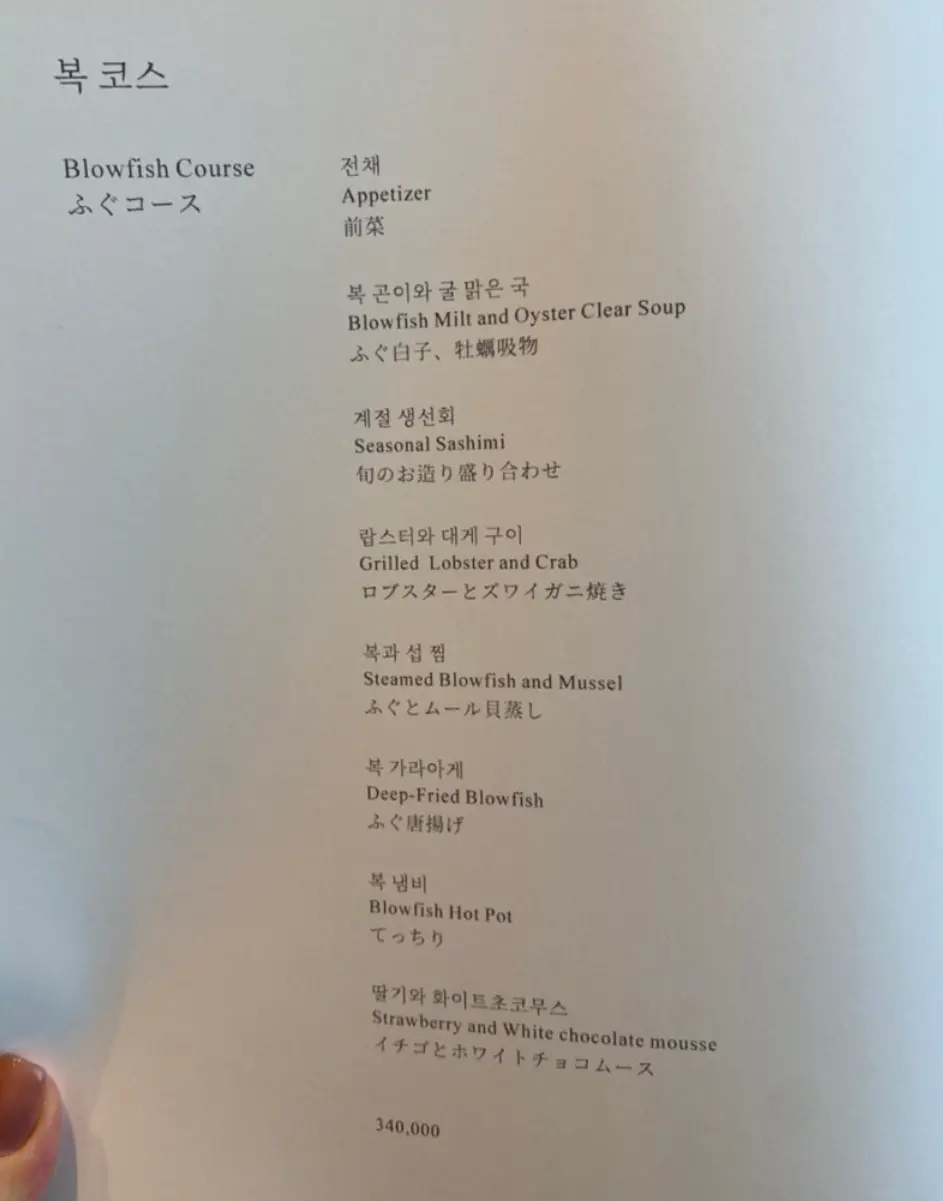 복 코스
Blowfish Course
ふぐコース
전채
Appetizer
前菜
복 곤이와 굴 맑은 국
Blowfish Milt and Oyster Clear Soup
ふぐ白子、牡蠣吸物
계절 생선회
Seasonal Sashimi
旬のお造り盛り合わせ
랍스터와 대게 구이
Grilled Lobster and Crab
ロブスターとズワイガニ焼き
복과 섭 찜
Steamed Blowfish and Mussel
ふぐとムール貝蒸し
복 가라아게
Deep-Fried Blowfish
ふぐ唐揚げ
복 냄비
Blowfish Hot Pot
てっちり
딸기와 화이트초코무스
Strawberry and White chocolate mousse
イチゴとホワイトチョコムース
340,000